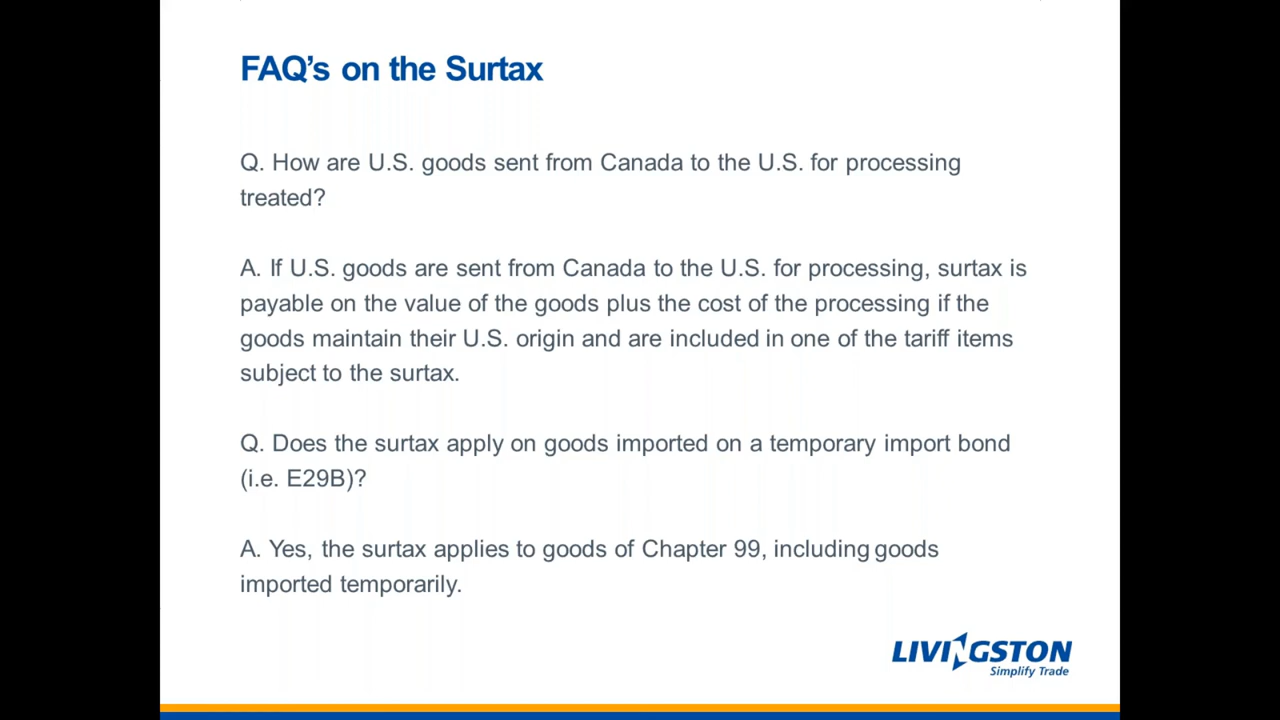 FAQ’s on the Surtax
Q. How are U.S. goods sent from Canada to the U.S. for processing
treated?
A. If U.S. goods are sent from Canada to the U.S. for processing, surtax is
payable on the value of the goods plus the cost of the processing if the
goods maintain their U.S. origin and are included in one of the tariff items
subject to the surtax.
Q. Does the surtax apply on goods imported on a temporary import bond
(i.e. E29B)?
A. Yes, the surtax applies to goods of Chapter 99, including goods
imported temporarily.
LIVINGSTON
Simplify Trade